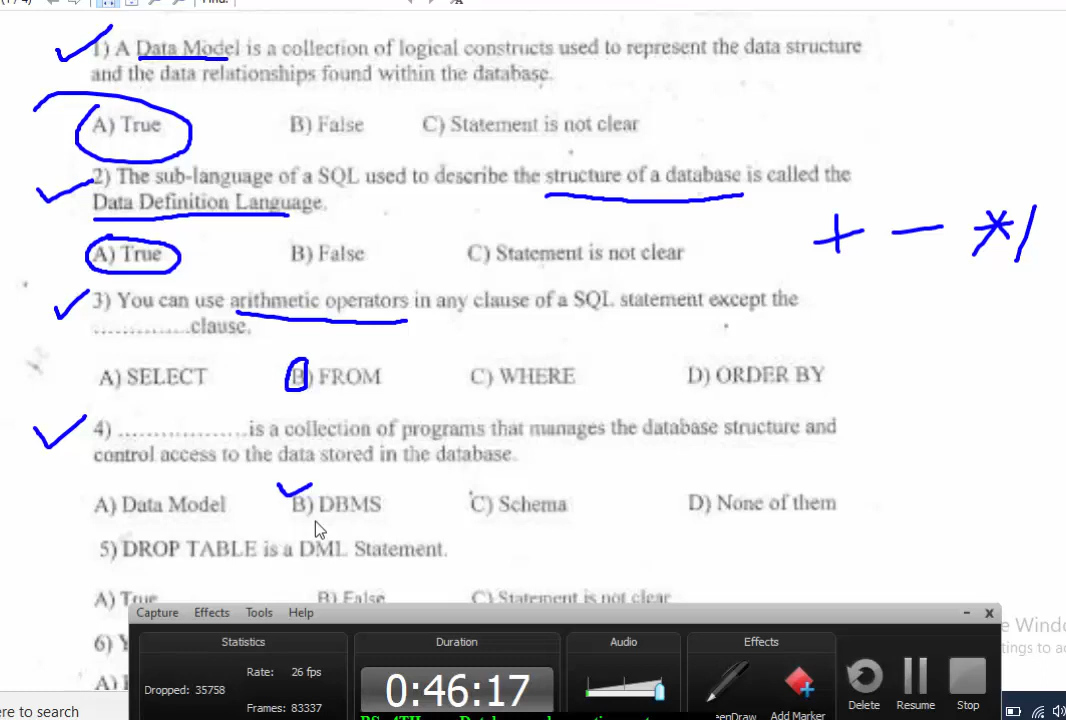 1) A Data Model is a collection of logical constructs used to represent the data structure
and the data relationships found within the database.
A) True B) False C) Statement is not clear
2) The sub-language of a SQL used to describe the structure of a database is called the
Data Definition Language.
A) True B) False C) Statement is not clear
+ - * /
3) You can use arithmetic operators in any clause of a SQL statement except the
..............clause.
A) SELECT B) FROM C) WHERE D) ORDER BY
4) ..................is a collection of programs that manages the database structure and
control access to the data stored in the database.
A) Data Model B) DBMS C) Schema D) None of them
5) DROP TABLE is a DML Statement.
A) True B) False C) Statement is not clear
6)
A)
Capture Effects Tools Help
Statistics Duration Audio Effects
Rate: 26 fps
Dropped: 35758
Frames: 83337
0:46:17
Delete Pause Resume Stop
Add Marker
ere to search